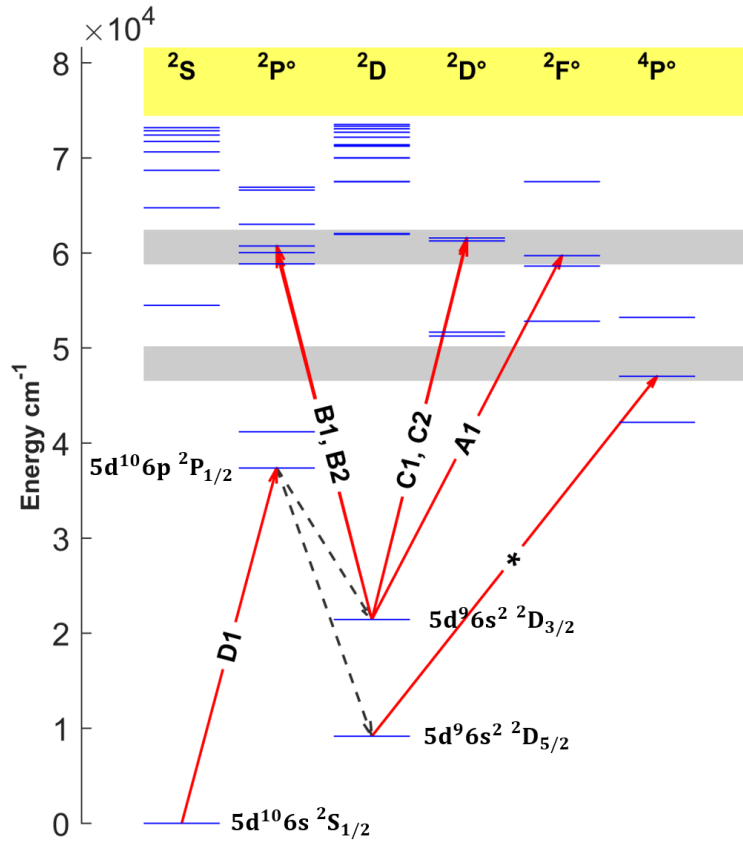 ×10⁴
²S ²P° ²D ²D° ²F° ⁴P°
8
7
6
5
4
3
2
1
0
Energy cm⁻¹
B1, B2
C1, C2
A1
*
D1
5d¹⁰6p ²P₁/₂
5d⁹6s² ²D₃/₂
5d⁹6s² ²D₅/₂
5d¹⁰6s ²S₁/₂